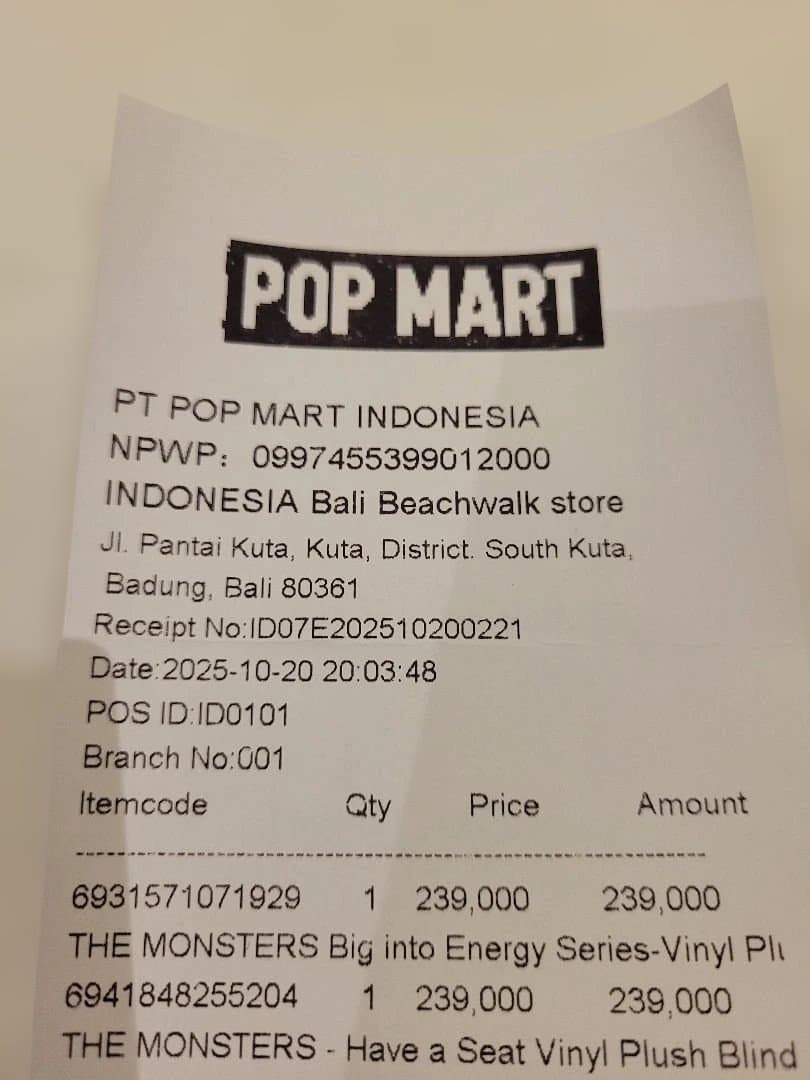 POP MART
PT POP MART INDONESIA
NPWP: 0997455399012000
INDONESIA Bali Beachwalk store
Jl. Pantai Kuta, Kuta, District. South Kuta,
Badung, Bali 80361
Receipt No:ID07E202510200221
Date:2025-10-20 20:03:48
POS ID:ID0101
Branch No:001
Itemcode Qty Price Amount
6931571071929 1 239,000 239,000
THE MONSTERS Big into Energy Series-Vinyl
6941848255204 1 239,000 239,000
THE MONSTERS - Have a Seat Vinyl Plush Blind